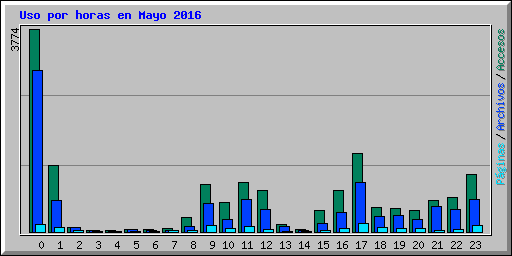 Uso por horas en Mayo 2016
3774
Páginas / Archivos / Accesos
0 1 2 3 4 5 6 7 8 9 10 11 12 13 14 15 16 17 18 19 20 21 22 23